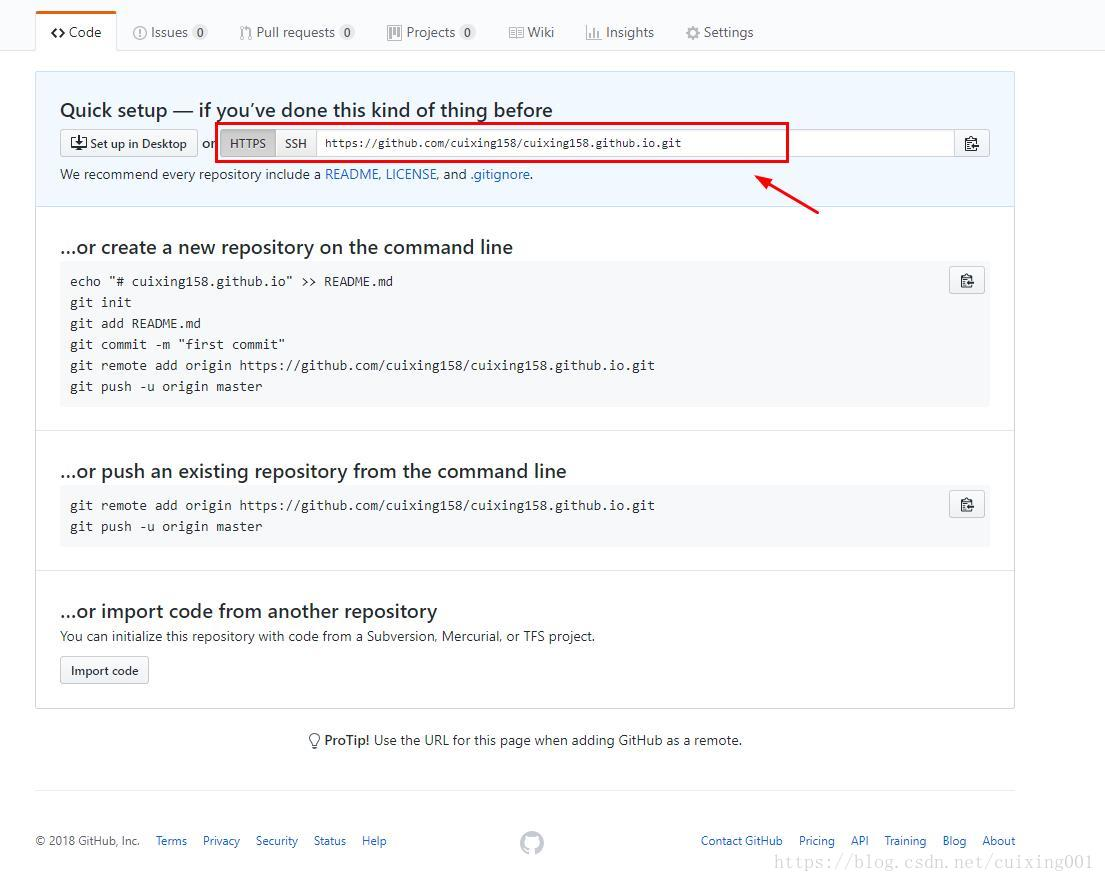 Code Issues 0 Pull requests 0 Projects 0 Wiki Insights Settings
Quick setup — if you’ve done this kind of thing before
Set up in Desktop or HTTPS SSH https://github.com/cuixing158/cuixing158.github.io.git
We recommend every repository include a README, LICENSE, and .gitignore.
…or create a new repository on the command line
echo "# cuixing158.github.io" >> README.md
git init
git add README.md
git commit -m "first commit"
git remote add origin https://github.com/cuixing158/cuixing158.github.io.git
git push -u origin master
…or push an existing repository from the command line
git remote add origin https://github.com/cuixing158/cuixing158.github.io.git
git push -u origin master
…or import code from another repository
You can initialize this repository with code from a Subversion, Mercurial, or TFS project.
Import code
ProTip! Use the URL for this page when adding GitHub as a remote.
© 2018 GitHub, Inc. Terms Privacy Security Status Help Contact GitHub Pricing API Training Blog About
https://blog.csdn.net/cuixing001